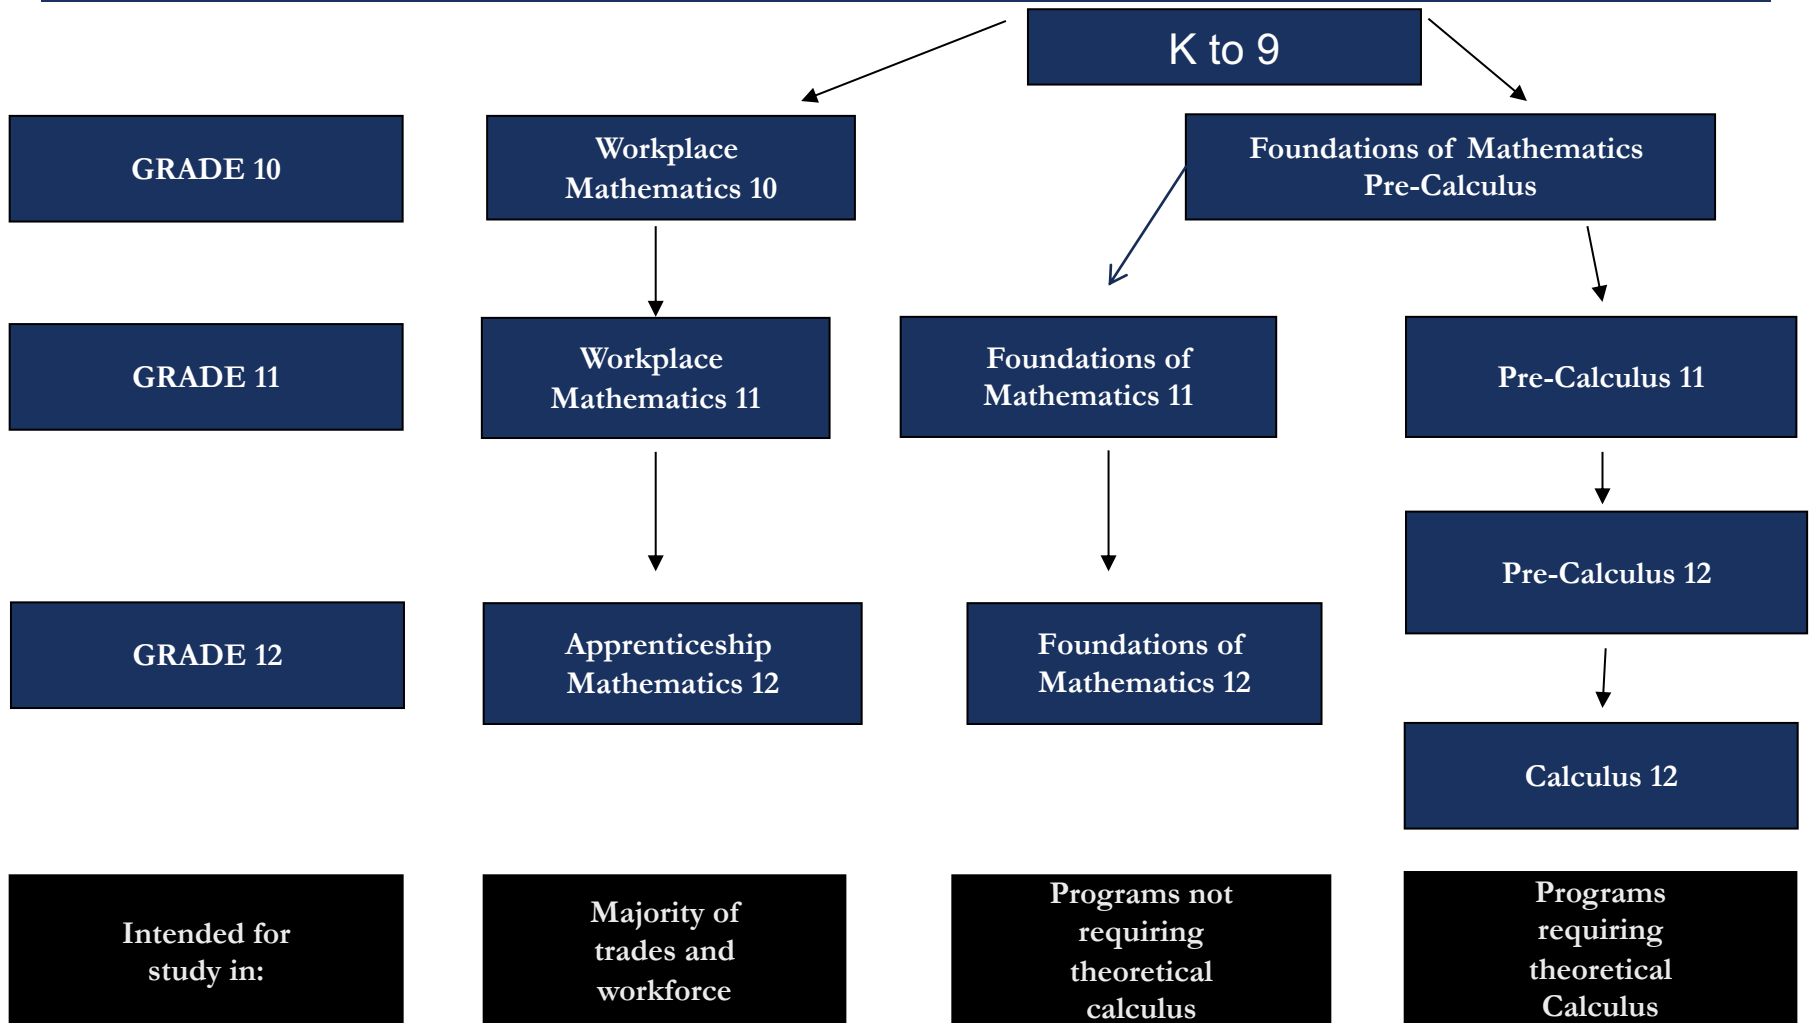 K to 9
GRADE 10
Workplace
Mathematics 10
Foundations of Mathematics
Pre-Calculus
GRADE 11
Workplace
Mathematics 11
Foundations of
Mathematics 11
Pre-Calculus 11
Pre-Calculus 12
GRADE 12
Apprenticeship
Mathematics 12
Foundations of
Mathematics 12
Calculus 12
Intended for
study in:
Majority of
trades and
workforce
Programs not
requiring
theoretical
calculus
Programs
requiring
theoretical
Calculus